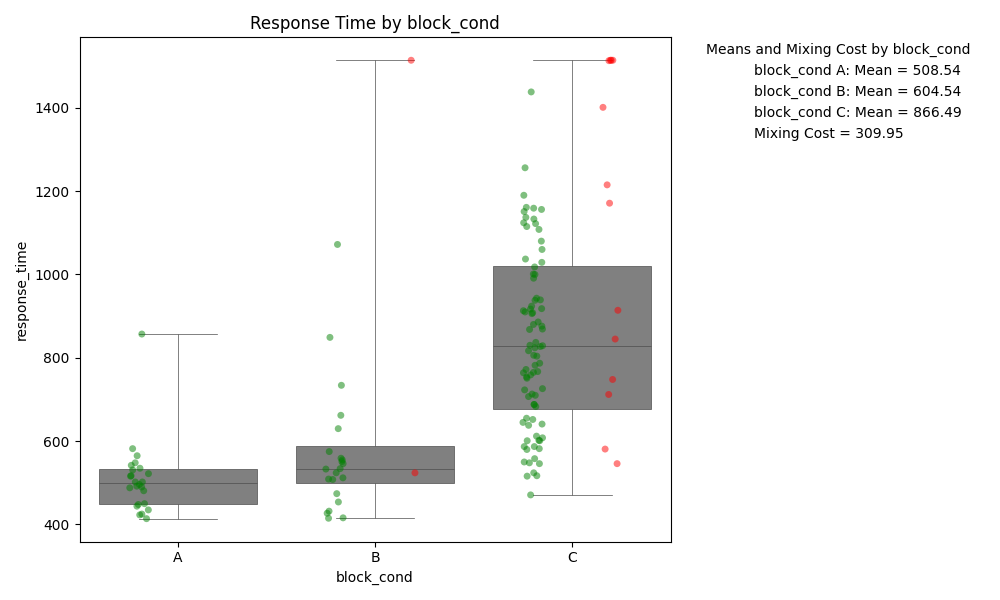 Response Time by block_cond
Means and Mixing Cost by block_cond
block_cond A: Mean = 508.54
block_cond B: Mean = 604.54
block_cond C: Mean = 866.49
Mixing Cost = 309.95
response_time
1400
1200
1000
800
600
400
A B C
block_cond